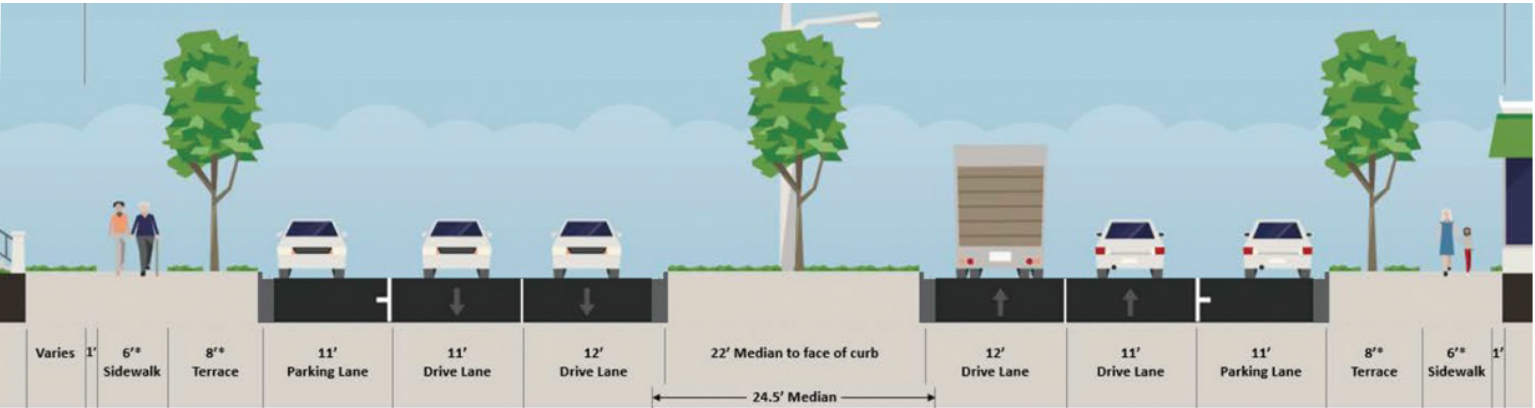 Varies
1'
6'*
Sidewalk
8'*
Terrace
11'
Parking Lane
11'
Drive Lane
12'
Drive Lane
22' Median to face of curb
24.5' Median
12'
Drive Lane
11'
Drive Lane
11'
Parking Lane
8'*
Terrace
6'*
Sidewalk
1'